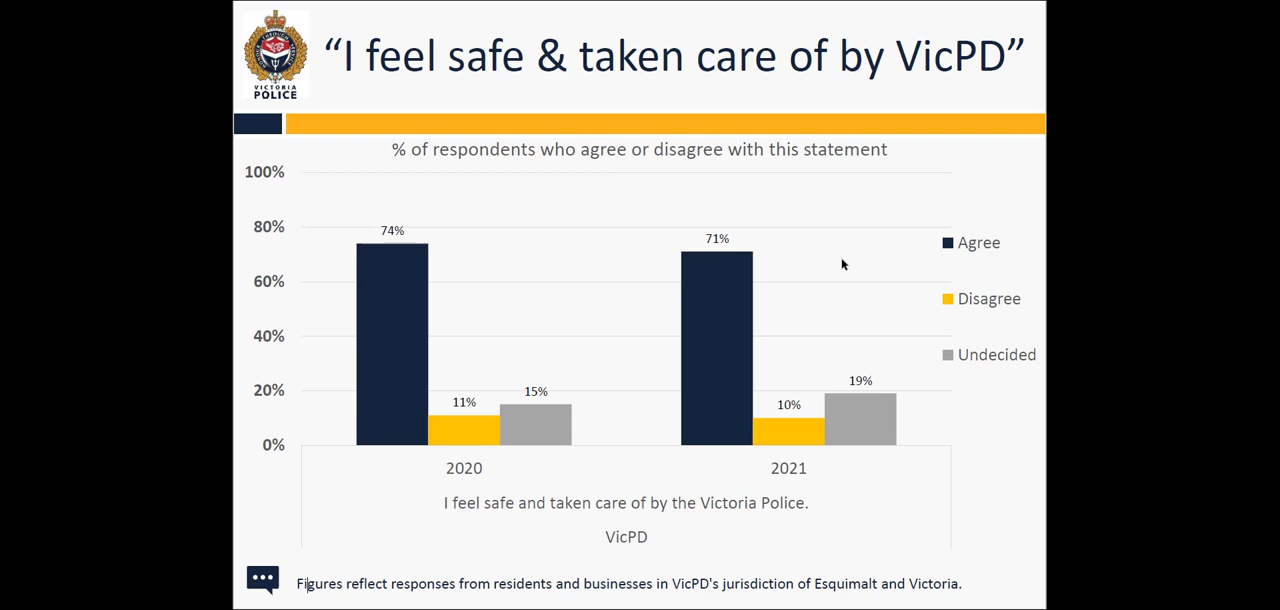 “I feel safe & taken care of by VicPD”
VICTORIA
POLICE
% of respondents who agree or disagree with this statement
100%
80%
60%
40%
20%
0%
74%
11%
15%
71%
10%
19%
Agree
Disagree
Undecided
2020
2021
I feel safe and taken care of by the Victoria Police.
VicPD
Figures reflect responses from residents and businesses in VicPD's jurisdiction of Esquimalt and Victoria.